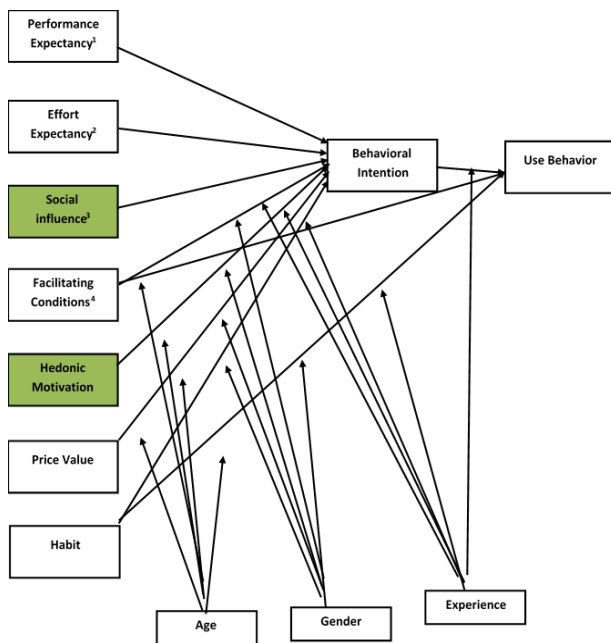 Performance
Expectancy¹
Effort
Expectancy²
Behavioral
Intention
Use Behavior
Social
influence³
Facilitating
Conditions⁴
Hedonic
Motivation
Price Value
Habit
Age
Gender
Experience